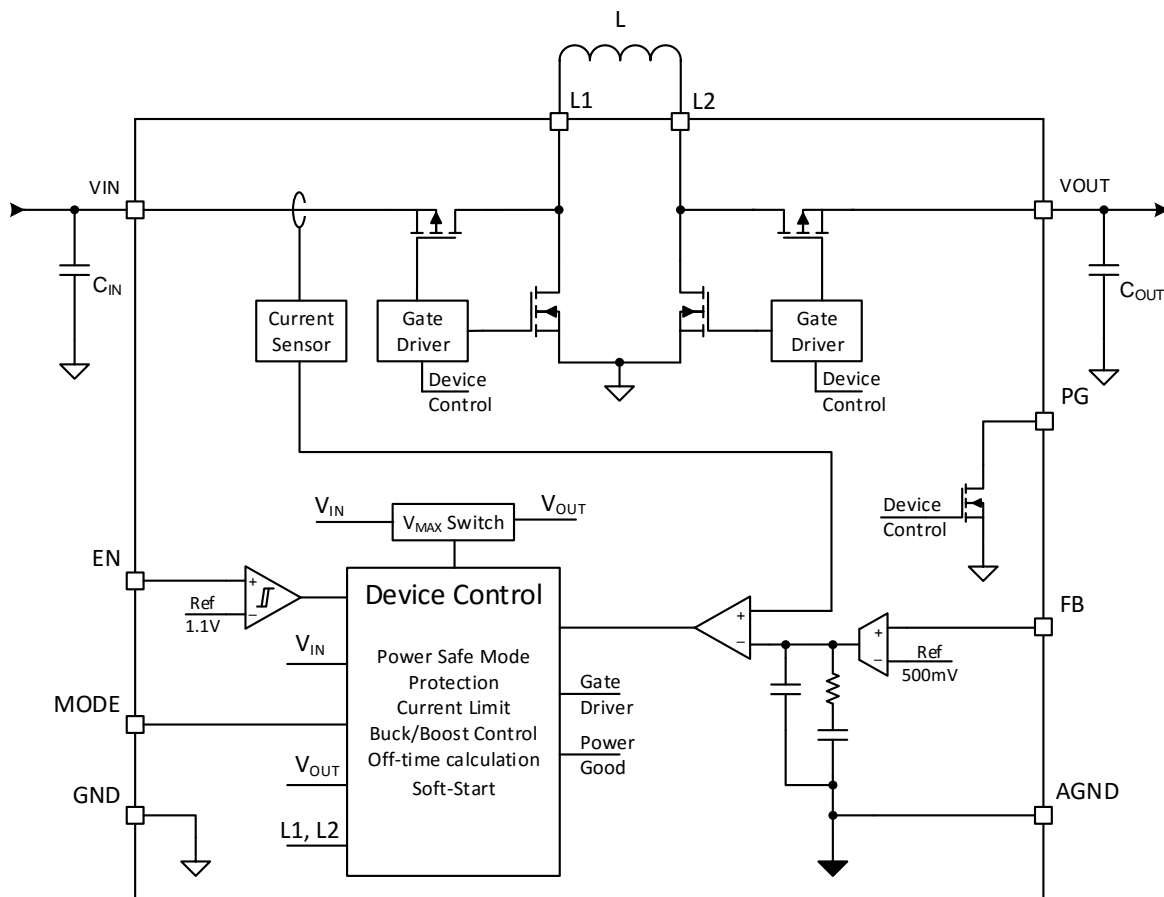 L
L1
L2
VIN
VOUT
CIN
Current
Sensor
Gate
Driver
Gate
Driver
COUT
Device
Control
Device
Control
PG
VIN
VMAX Switch
VOUT
Device
Control
EN
+
Ref
−
1.1V
Device Control
+
−
FB
+
−
Ref
500mV
VIN
Power Safe Mode
Protection
Current Limit
Buck/Boost Control
Off-time calculation
Soft-Start
Gate
Driver
MODE
Power
Good
VOUT
GND
AGND
L1, L2